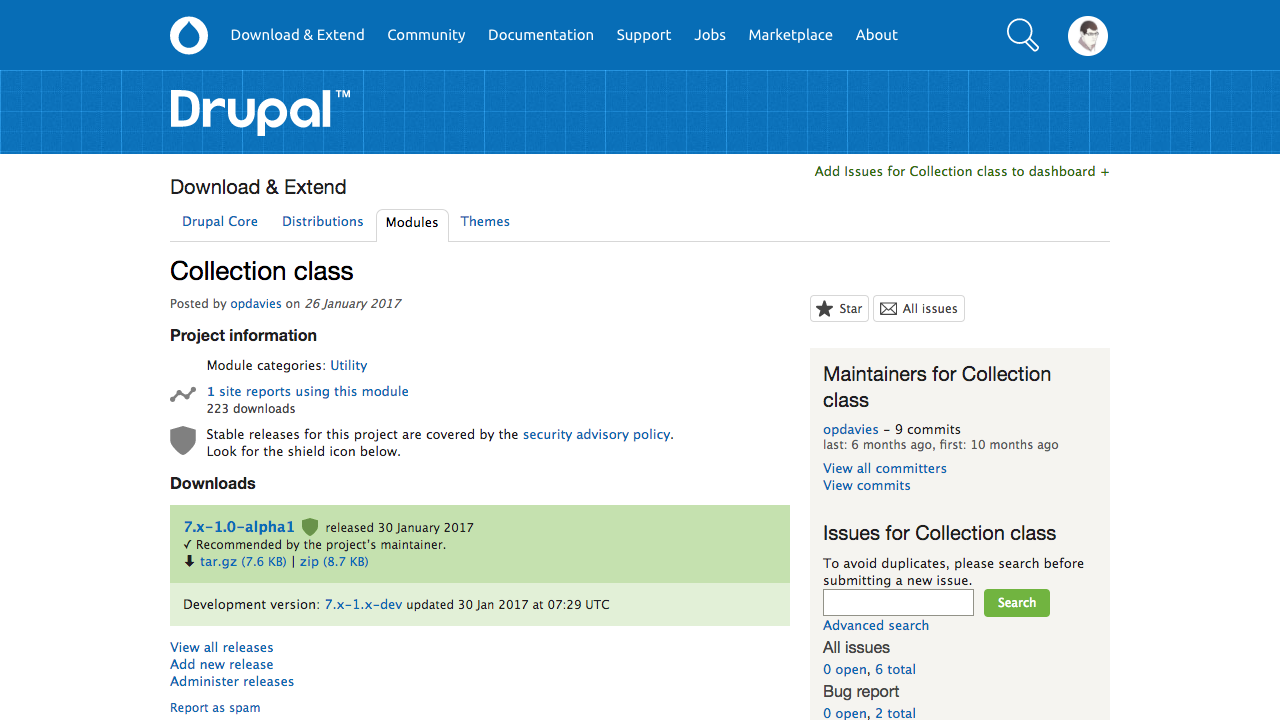 Download & Extend Community Documentation Support Jobs Marketplace About
Drupal™
Add Issues for Collection class to dashboard +
Download & Extend
Drupal Core Distributions Modules Themes
Collection class
Posted by opdavies on 26 January 2017
Project information
Module categories: Utility
1 site reports using this module
223 downloads
Stable releases for this project are covered by the security advisory policy.
Look for the shield icon below.
Downloads
7.x-1.0-alpha1 released 30 January 2017
✓ Recommended by the project's maintainer.
tar.gz (7.6 KB) | zip (8.7 KB)
Development version: 7.x-1.x-dev updated 30 Jan 2017 at 07:29 UTC
View all releases
Add new release
Administer releases
Report as spam
Star All issues
Maintainers for Collection
class
opdavies – 9 commits
last: 6 months ago, first: 10 months ago
View all committers
View commits
Issues for Collection class
To avoid duplicates, please search before
submitting a new issue.
Search
Advanced search
All issues
0 open, 6 total
Bug report
0 open, 2 total